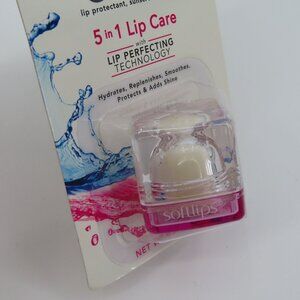 lip protectant, sunscr
5 in 1 Lip Care
with
LIP PERFECTING
TECHNOLOGY
Hydrates, Replenishes, Smoothes,
Protects & Adds Shine
softlips
NET W